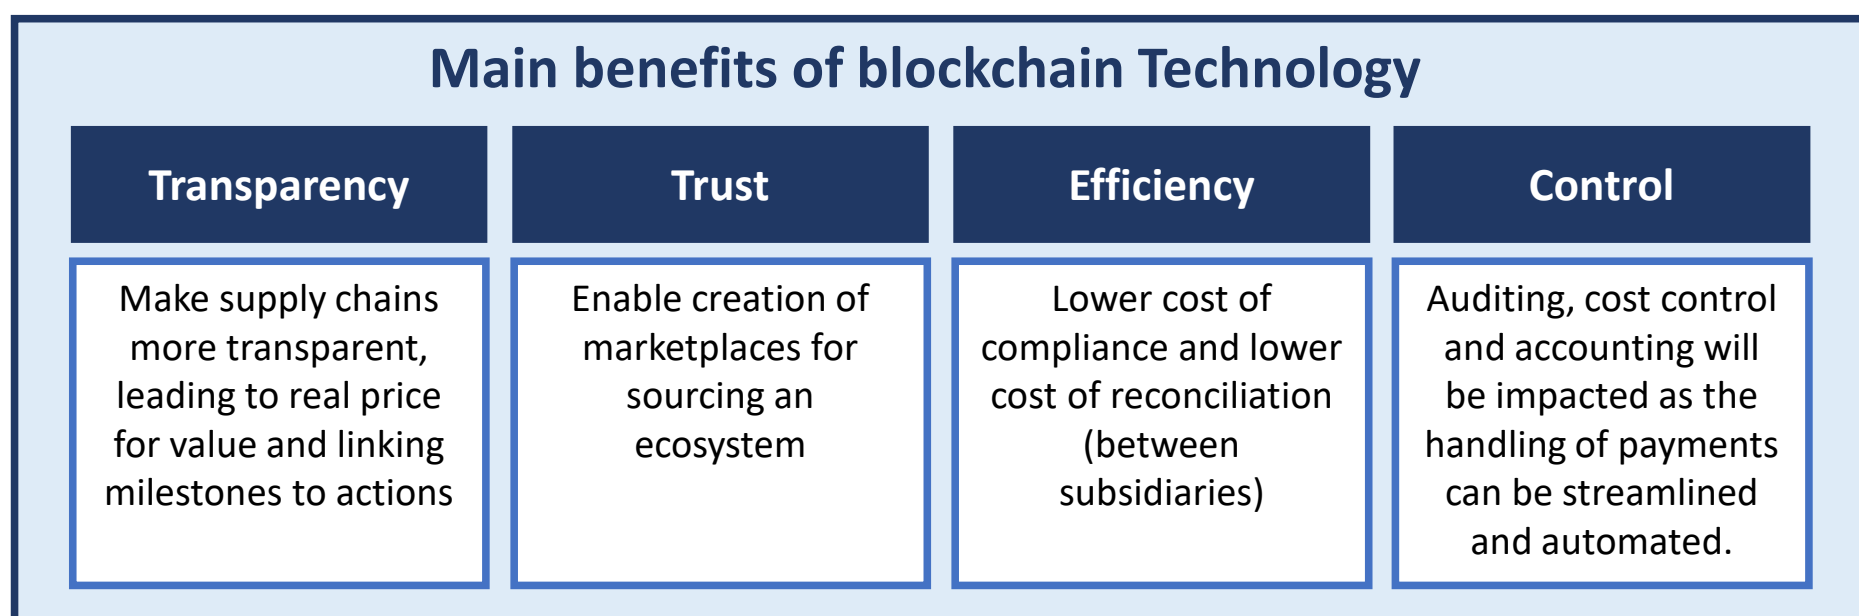 Main benefits of blockchain Technology
Transparency
Make supply chains
more transparent,
leading to real price
for value and linking
milestones to actions
Trust
Enable creation of
marketplaces for
sourcing an
ecosystem
Efficiency
Lower cost of
compliance and lower
cost of reconciliation
(between
subsidiaries)
Control
Auditing, cost control
and accounting will
be impacted as the
handling of payments
can be streamlined
and automated.